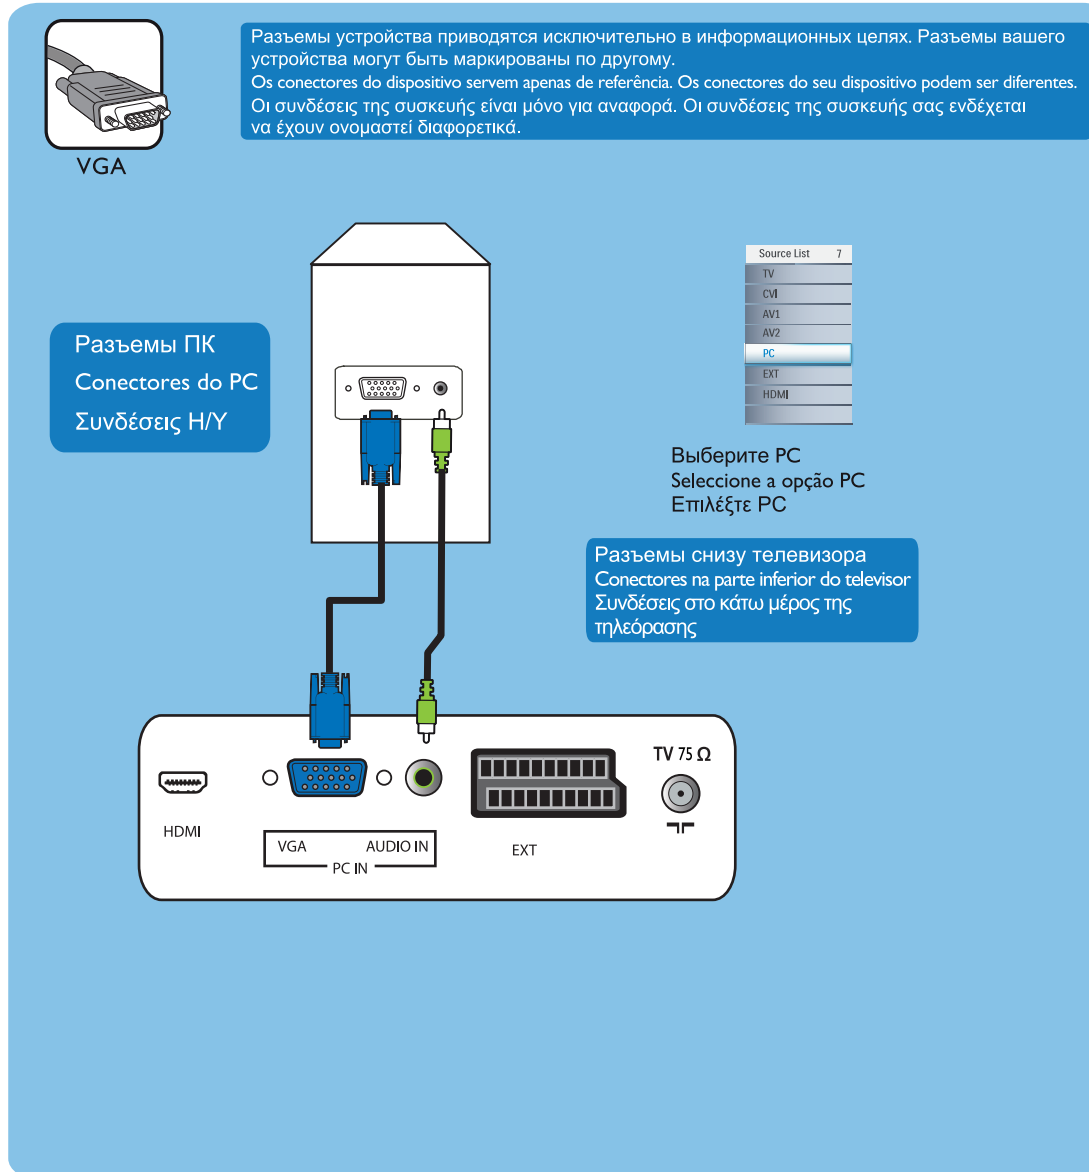 Разъемы устройства приводятся исключительно в информационных целях. Разъемы вашего
устройства могут быть маркированы по другому.
Os conectores do dispositivo servem apenas de referência. Os conectores do seu dispositivo podem ser diferentes.
Οι συνδέσεις της συσκευής είναι μόνο για αναφορά. Οι συνδέσεις της συσκευής σας ενδέχεται
να έχουν ονομαστεί διαφορετικά.
VGA
Source List 7
TV
CVI
AV1
AV2
PC
EXT
HDMI
Разъемы ПК
Conectores do PC
Συνδέσεις Η/Υ
Выберите PC
Seleccione a opção PC
Επιλέξτε PC
Разъемы снизу телевизора
Conectores na parte inferior do televisor
Συνδέσεις στο κάτω μέρος της
τηλεόρασης
TV 75 Ω
HDMI
VGA AUDIO IN
PC IN
EXT